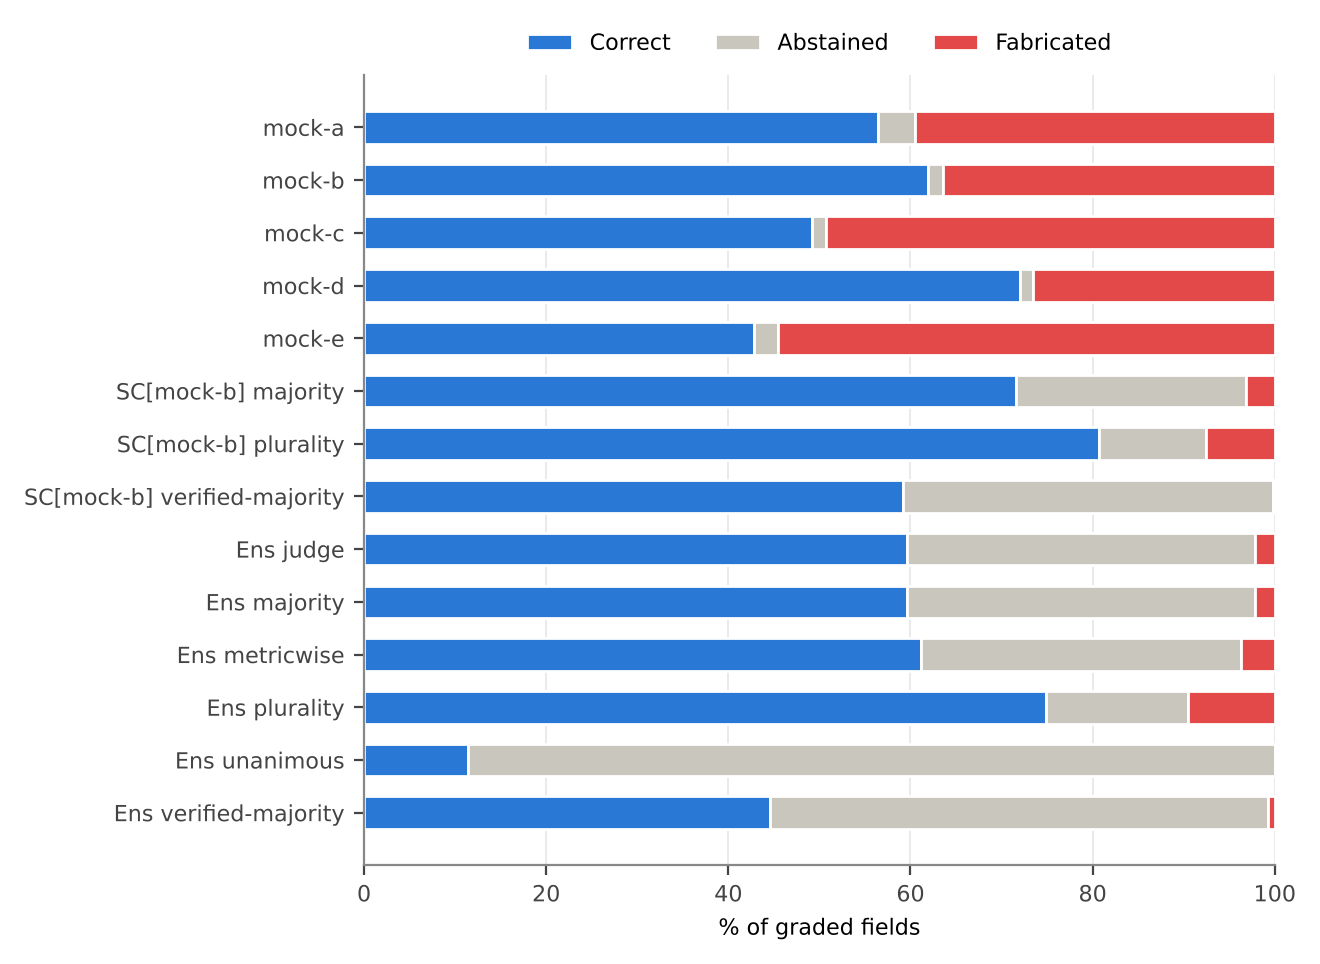 Correct Abstained Fabricated
mock-a
mock-b
mock-c
mock-d
mock-e
SC[mock-b] majority
SC[mock-b] plurality
SC[mock-b] verified-majority
Ens judge
Ens majority
Ens metricwise
Ens plurality
Ens unanimous
Ens verified-majority
0 20 40 60 80 100
% of graded fields